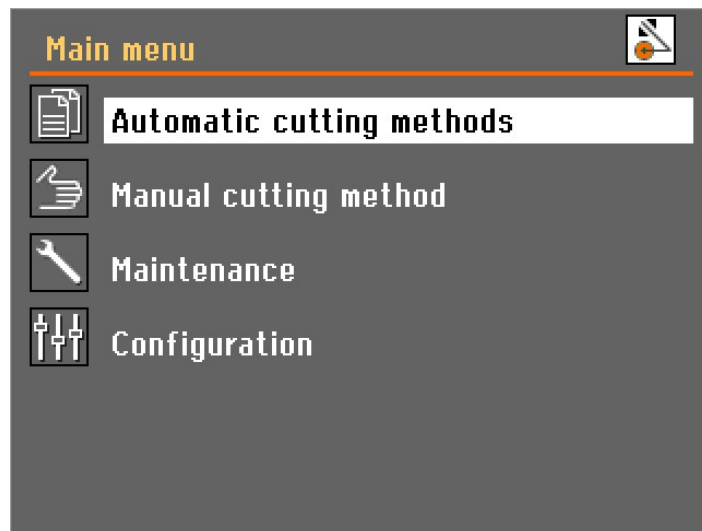 Main menu
Automatic cutting methods
Manual cutting method
Maintenance
Configuration